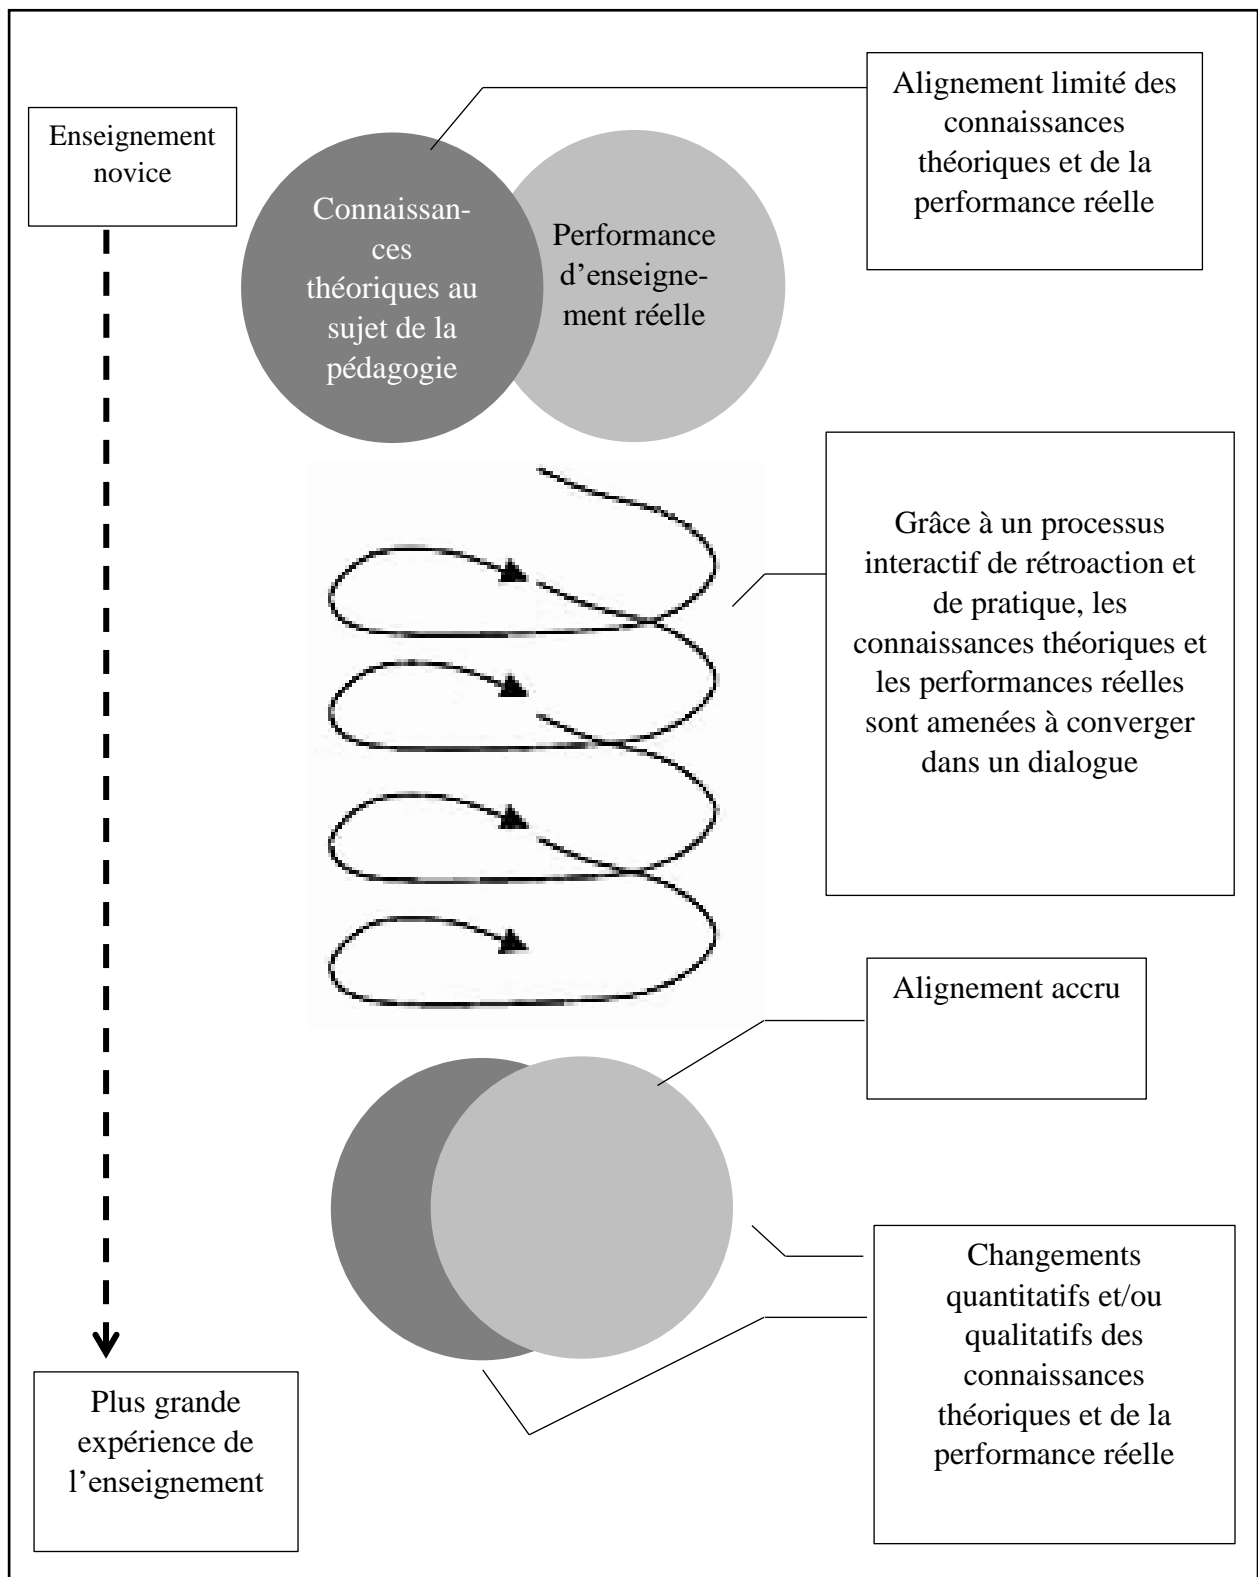 Enseignement
novice
Connaissan-
ces
théoriques au
sujet de la
pédagogie
Performance
d’enseigne-
ment réelle
Alignement limité des
connaissances
théoriques et de la
performance réelle
Grâce à un processus
interactif de rétroaction et
de pratique, les
connaissances théoriques et
les performances réelles
sont amenées à converger
dans un dialogue
Alignement accru
Changements
quantitatifs et/ou
qualitatifs des
connaissances
théoriques et de la
performance réelle
Plus grande
expérience de
l’enseignement